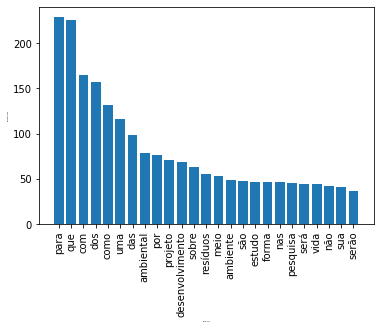 200
150
100
50
0
para
que
com
dos
como
uma
das
ambiental
por
projeto
desenvolvimento
sobre
resíduos
meio
ambiente
são
estudo
forma
nas
pesquisa
será
vida
não
sua
serão